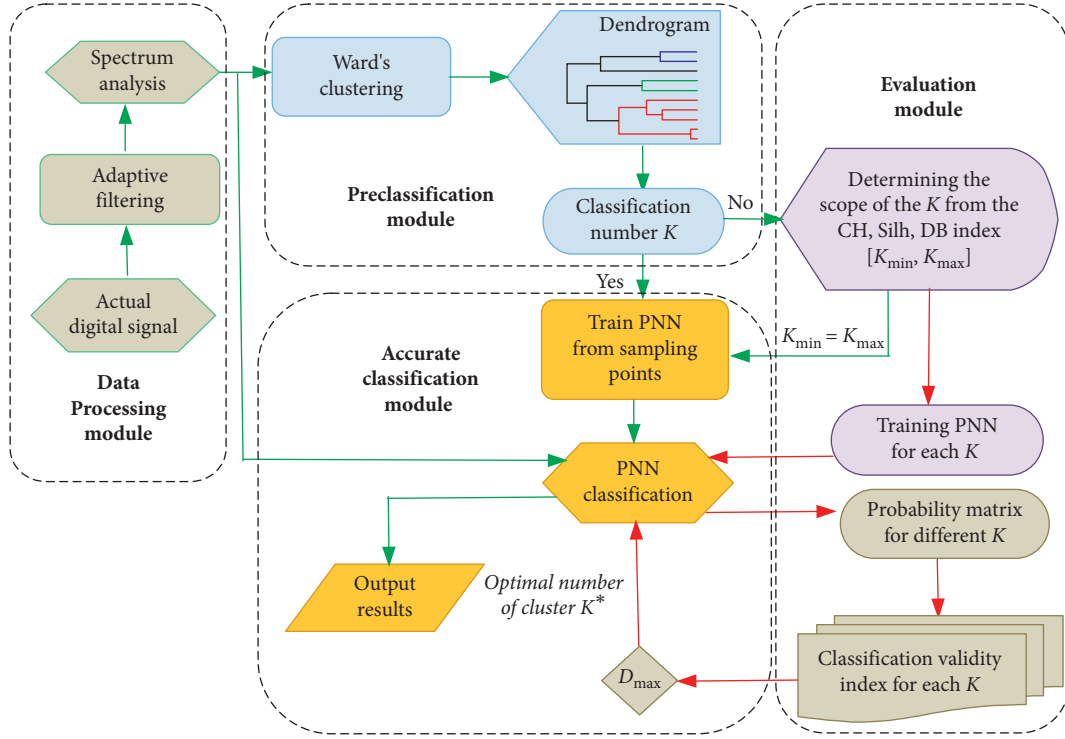 Spectrum
analysis
Adaptive
filtering
Actual
digital signal
Data
Processing
module
Ward's
clustering
Dendrogram
Preclassification
module
Classification
number K
No
Yes
Evaluation
module
Determining the
scope of the K from the
CH, Silh, DB index
[Kmin, Kmax]
Kmin = Kmax
Accurate
classification
module
Train PNN
from sampling
points
Training PNN
for each K
PNN
classification
Probability matrix
for different K
Output
results
Optimal number
of cluster K*
Dmax
Classification validity
index for each K